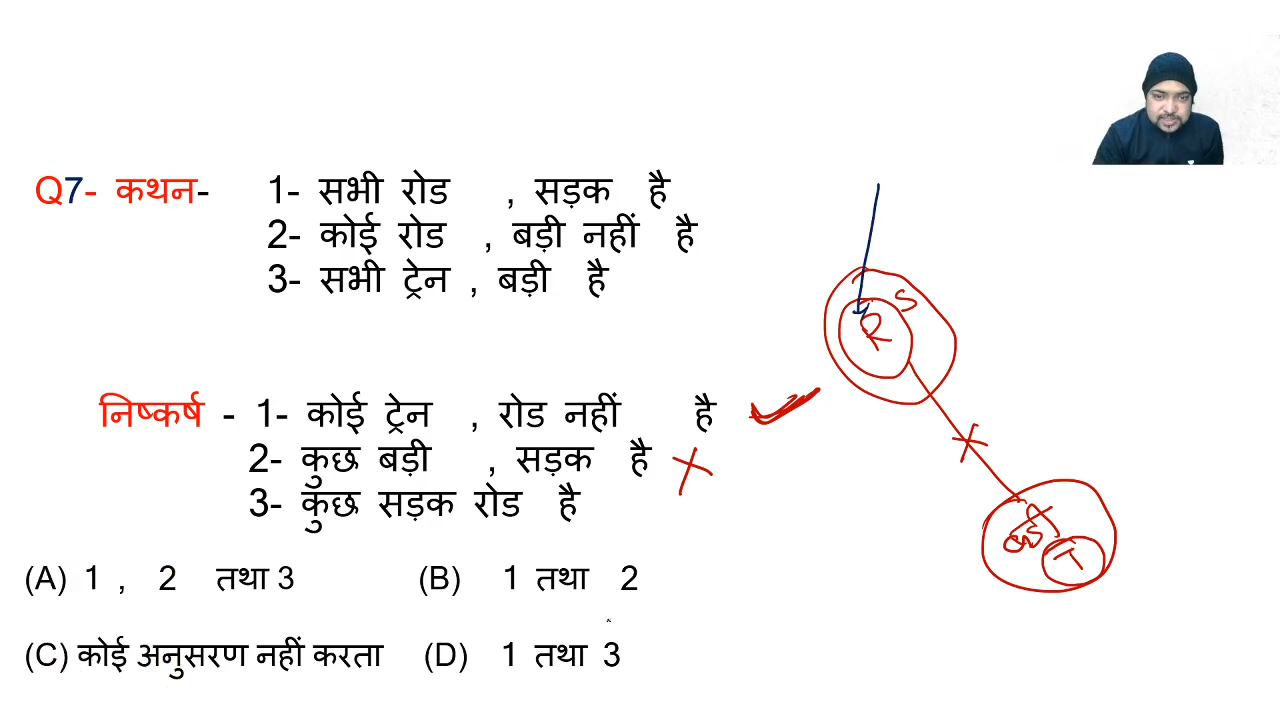 Q7- कथन- 1- सभी रोड , सड़क है
2- कोई रोड , बड़ी नहीं है
3- सभी ट्रेन , बड़ी है
निष्कर्ष - 1- कोई ट्रेन , रोड नहीं है
2- कुछ बड़ी , सड़क है
3- कुछ सड़क रोड है
(A) 1 , 2 तथा 3 (B) 1 तथा 2
(C) कोई अनुसरण नहीं करता (D) 1 तथा 3
S
R
बड़ी
T